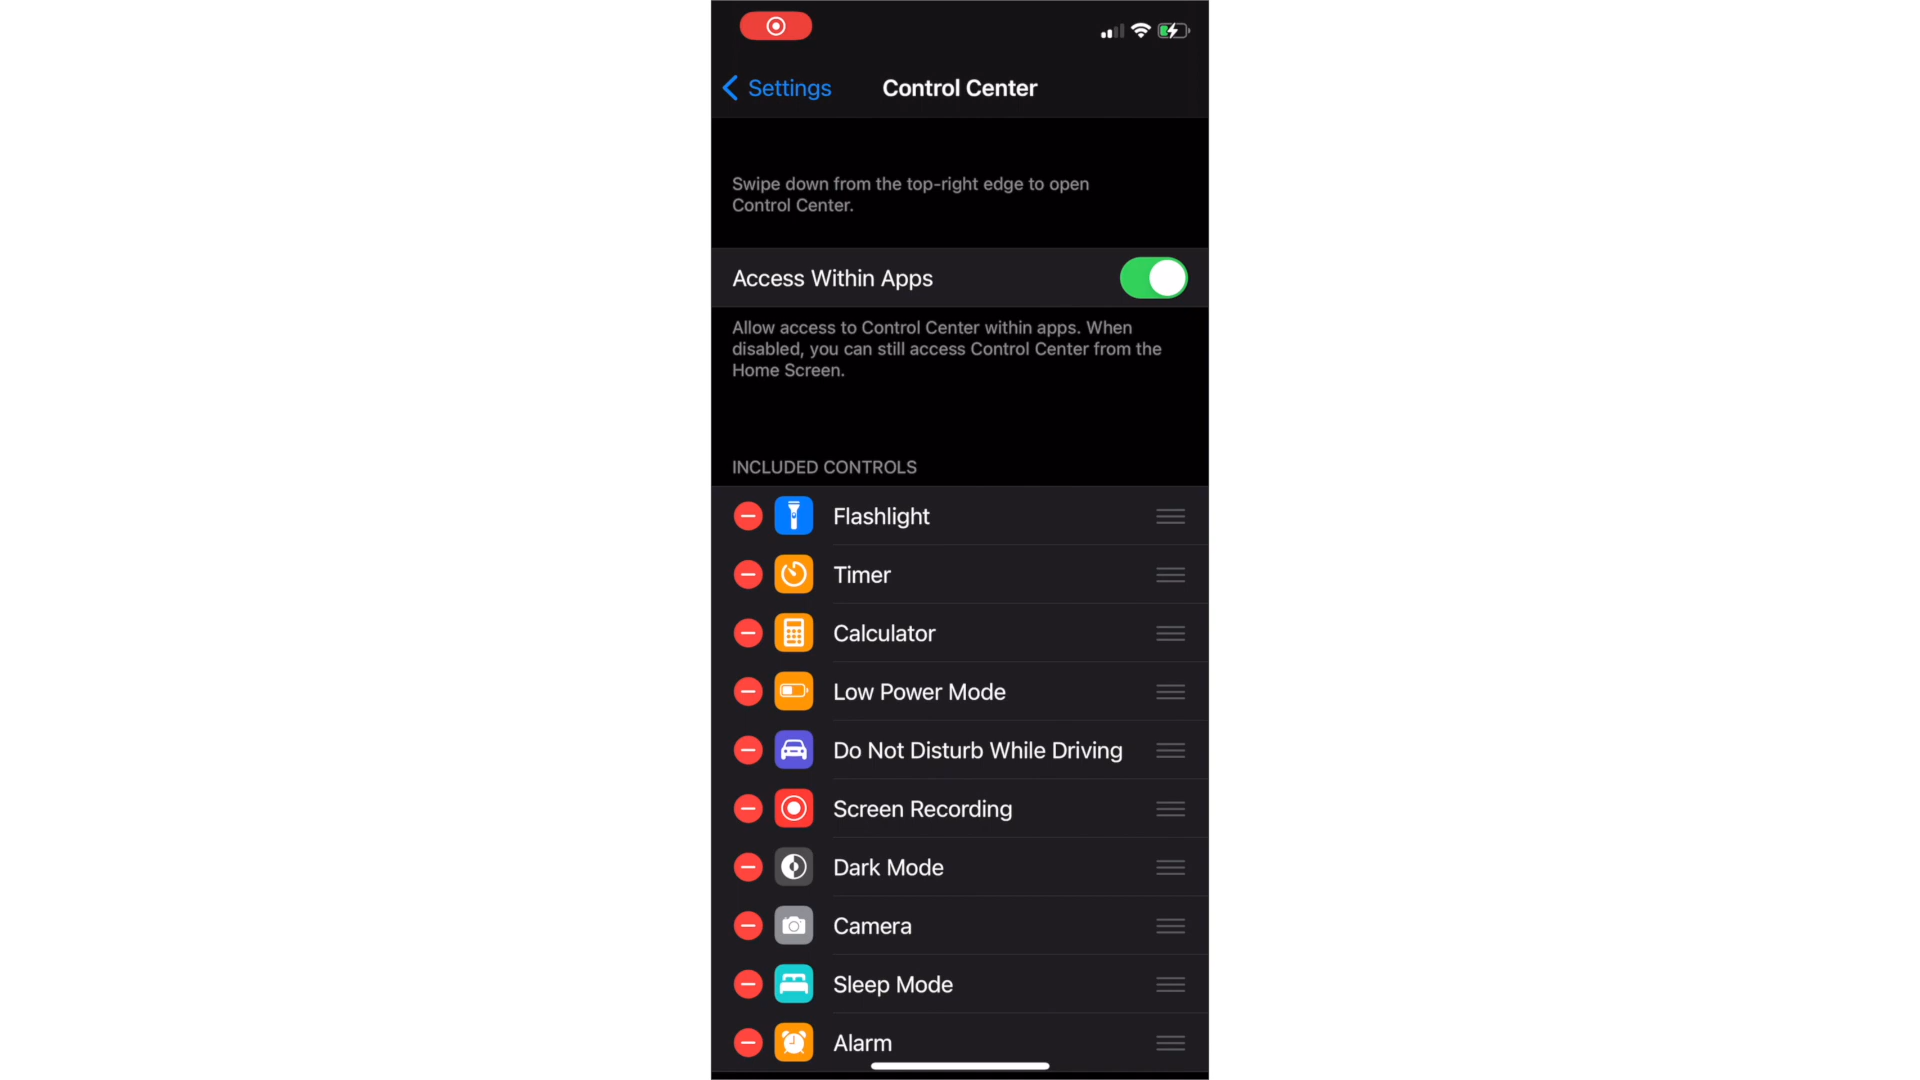 Settings
Control Center
Swipe down from the top-right edge to open
Control Center.
Access Within Apps
Allow access to Control Center within apps. When
disabled, you can still access Control Center from the
Home Screen.
INCLUDED CONTROLS
Flashlight
Timer
Calculator
Low Power Mode
Do Not Disturb While Driving
Screen Recording
Dark Mode
Camera
Sleep Mode
Alarm